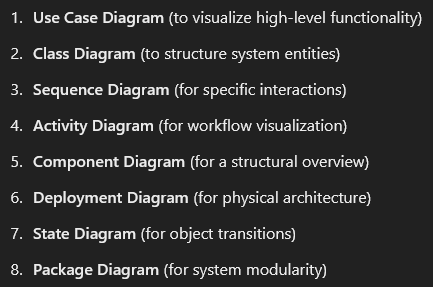 1. Use Case Diagram (to visualize high-level functionality)
2. Class Diagram (to structure system entities)
3. Sequence Diagram (for specific interactions)
4. Activity Diagram (for workflow visualization)
5. Component Diagram (for a structural overview)
6. Deployment Diagram (for physical architecture)
7. State Diagram (for object transitions)
8. Package Diagram (for system modularity)